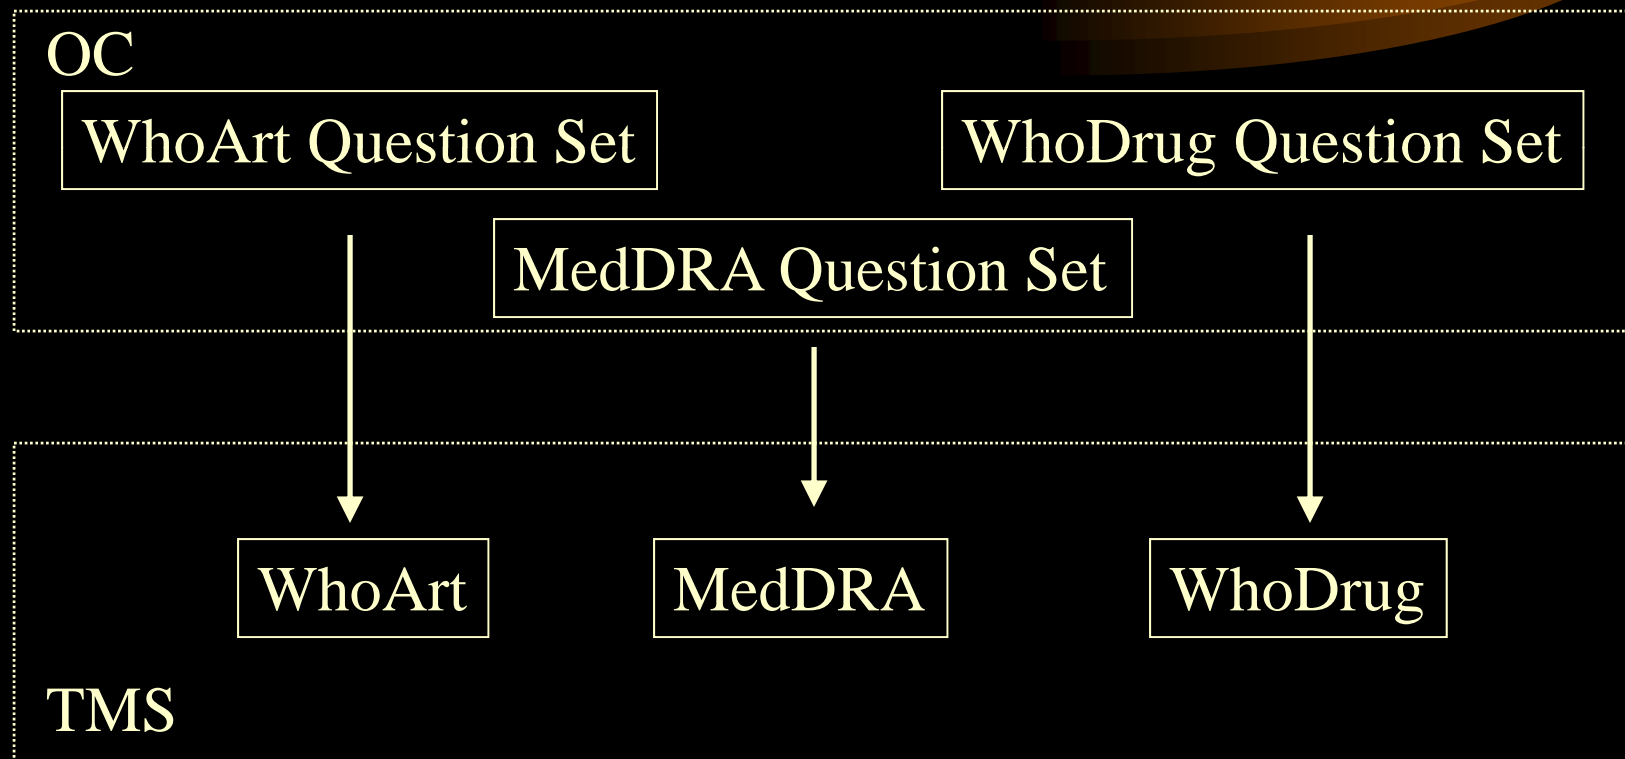 OC
WhoArt Question Set
WhoDrug Question Set
MedDRA Question Set
WhoArt
MedDRA
WhoDrug
TMS